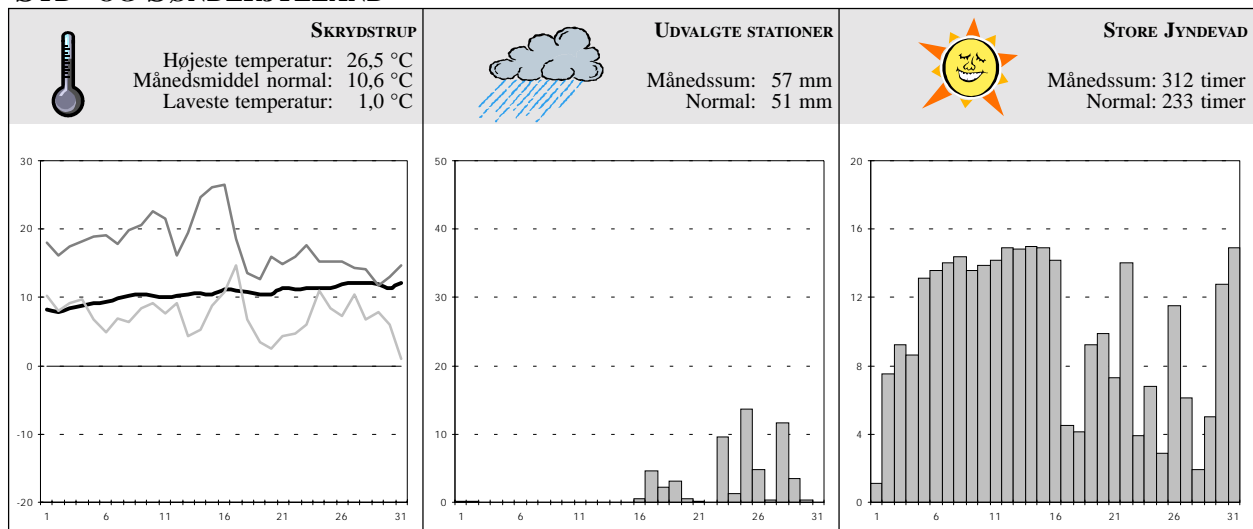 SYD- OG SØNDERJYLLAND
SKRYDSTRUP
Højeste temperatur: 26,5 °C
Månedsmiddel normal: 10,6 °C
Laveste temperatur: 1,0 °C
UDVALGTE STATIONER
Månedssum: 57 mm
Normal: 51 mm
STORE JYNDEVAD
Månedssum: 312 timer
Normal: 233 timer
30
20
10
0
-10
-20
1 6 11 16 21 26 31
50
40
30
20
10
0
1 6 11 16 21 26 31
20
16
12
8
4
0
1 6 11 16 21 26 31